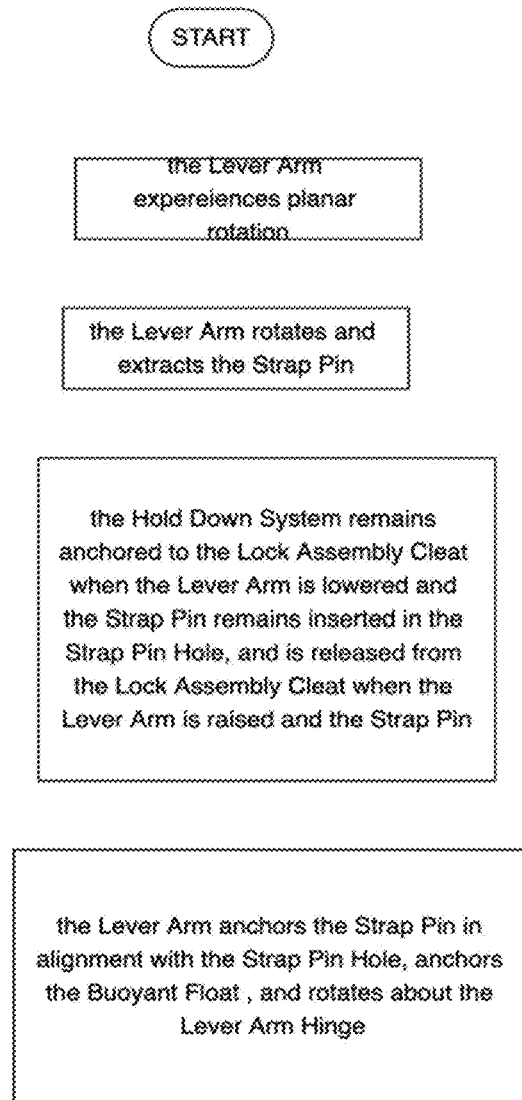 START
the Lever Arm
expereiences planar
rotation
the Lever Arm rotates and
extracts the Strap Pin
the Hold Down System remains
anchored to the Lock Assembly Cleat
when the Lever Arm is lowered and
the Strap Pin remains inserted in the
Strap Pin Hole, and is released from
the Lock Assembly Cleat when the
Lever Arm is raised and the Strap Pin
the Lever Arm anchors the Strap Pin in
alignment with the Strap Pin Hole, anchors
the Buoyant Float , and rotates about the
Lever Arm Hinge